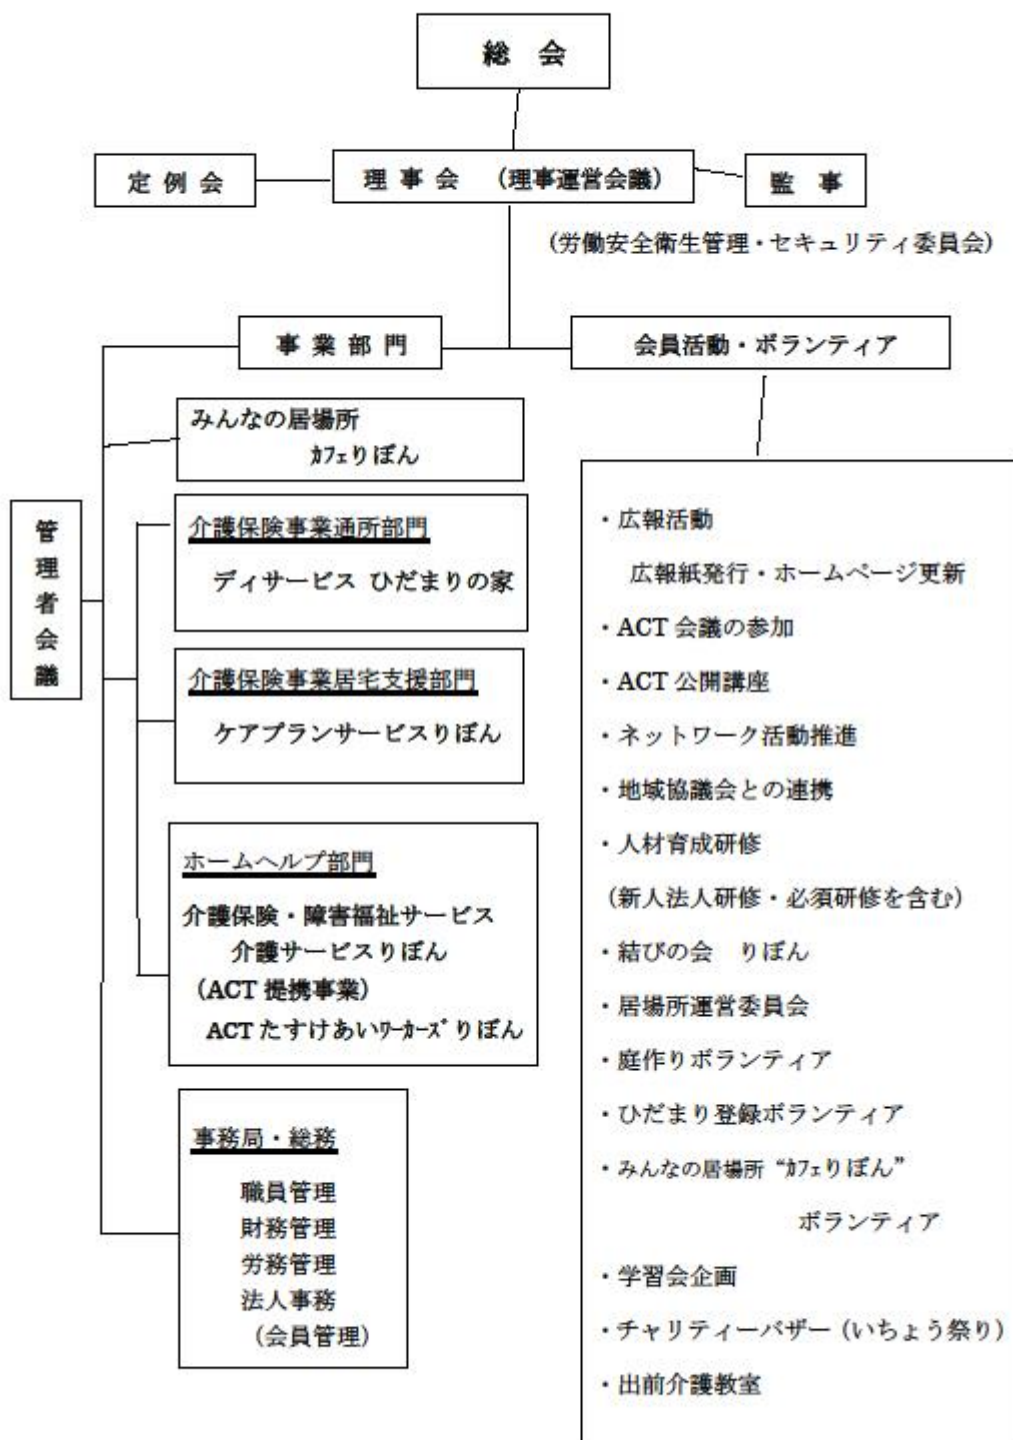 総 会
定 例 会
理 事 会 (理事運営会議)
監 事
(労働安全衛生管理・セキュリティ委員会)
事 業 部 門
会員活動・ボランティア
管理者会議
みんなの居場所
ｶﾌｪりぼん
介護保険事業通所部門
ディサービス ひだまりの家
介護保険事業居宅支援部門
ケアプランサービスりぼん
ホームヘルプ部門
介護保険・障害福祉サービス
介護サービスりぼん
(ACT 提携事業)
ACT たすけあいﾜｰｶｰｽﾞりぼん
事務局・総務
職員管理
財務管理
労務管理
法人事務
(会員管理)
・広報活動
広報紙発行・ホームページ更新
・ACT 会議の参加
・ACT 公開講座
・ネットワーク活動推進
・地域協議会との連携
・人材育成研修
(新人法人研修・必須研修を含む)
・結びの会 りぼん
・居場所運営委員会
・庭作りボランティア
・ひだまり登録ボランティア
・みんなの居場所 “ｶﾌｪりぼん”
ボランティア
・学習会企画
・チャリティーバザー (いちょう祭り)
・出前介護教室